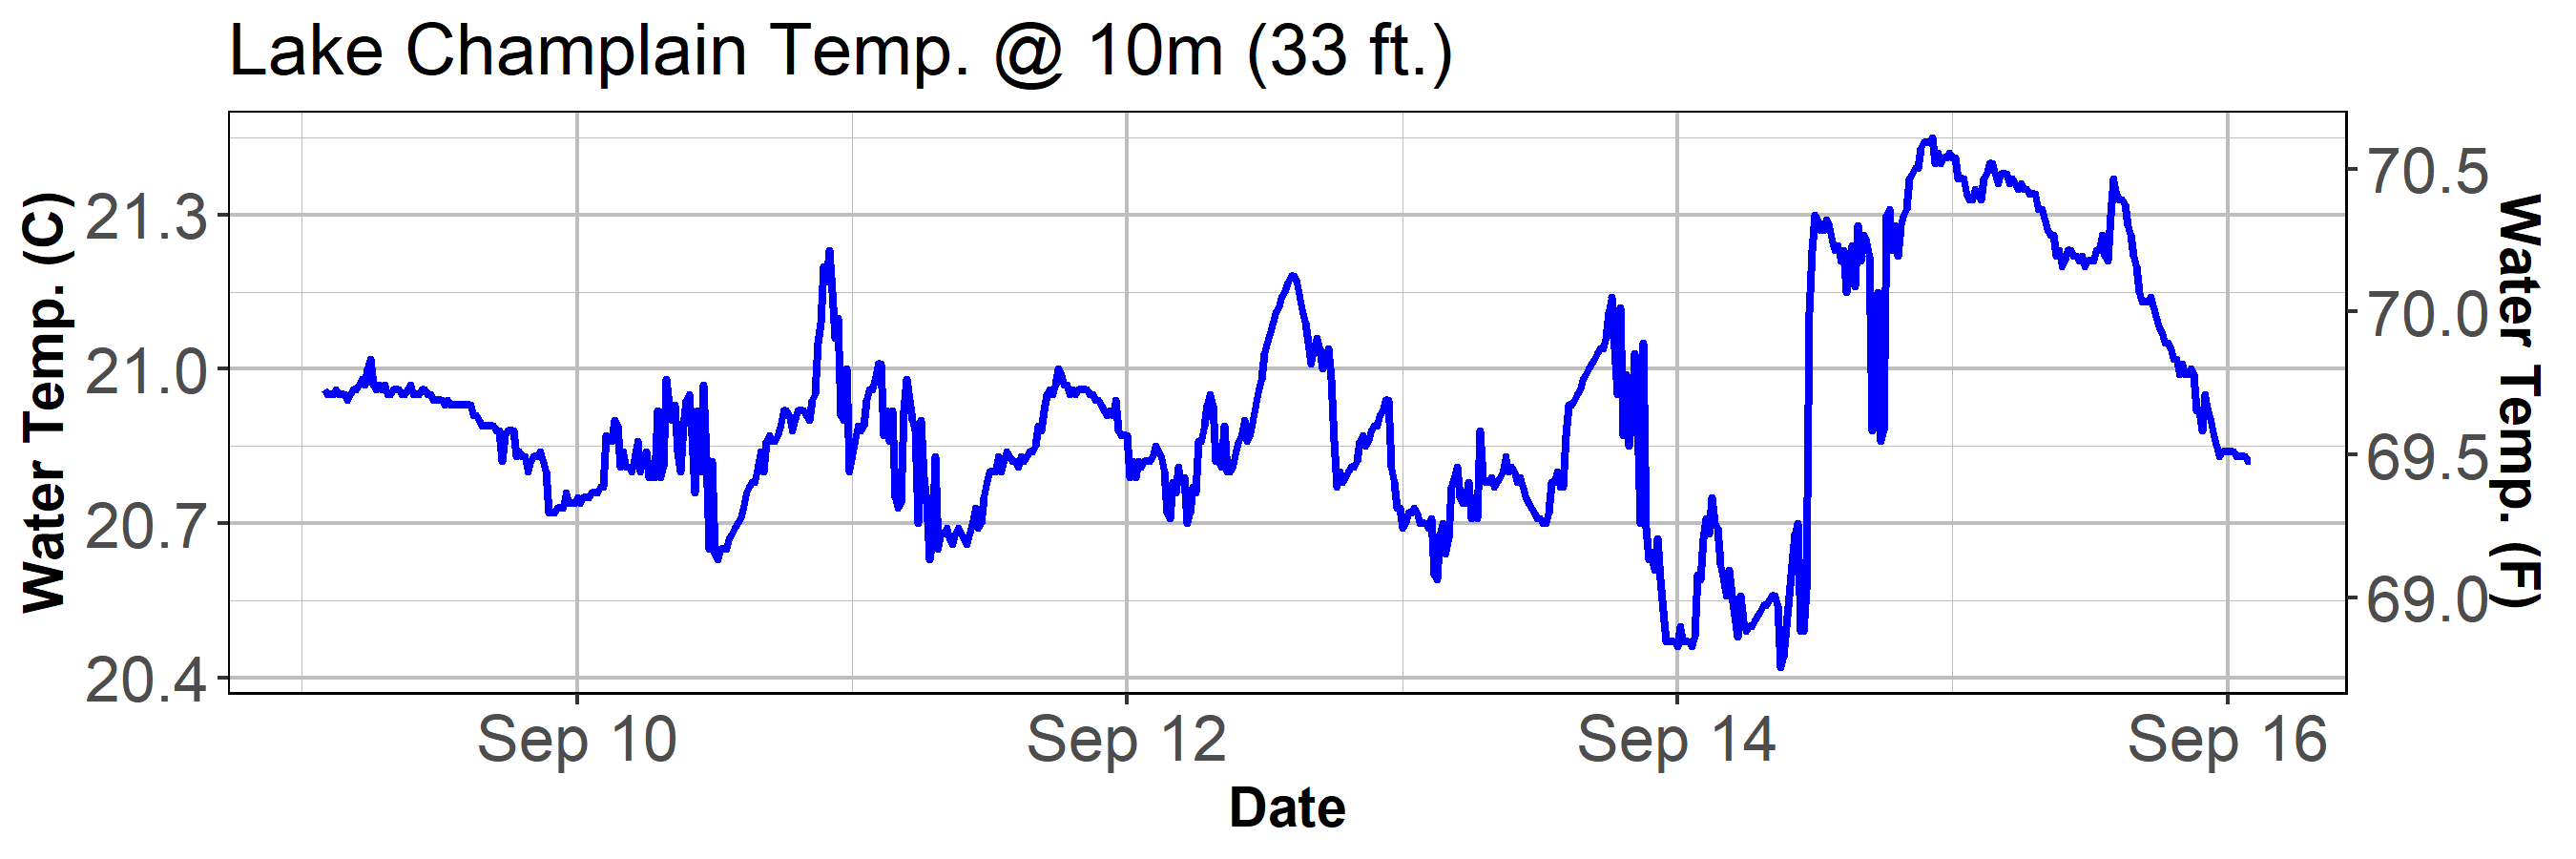 Lake Champlain Temp. @ 10m (33 ft.)
Water Temp. (C)
21.3
21.0
20.7
20.4
70.5
70.0
69.5
69.0
Water Temp. (F)
Sep 10 Sep 12 Sep 14 Sep 16
Date